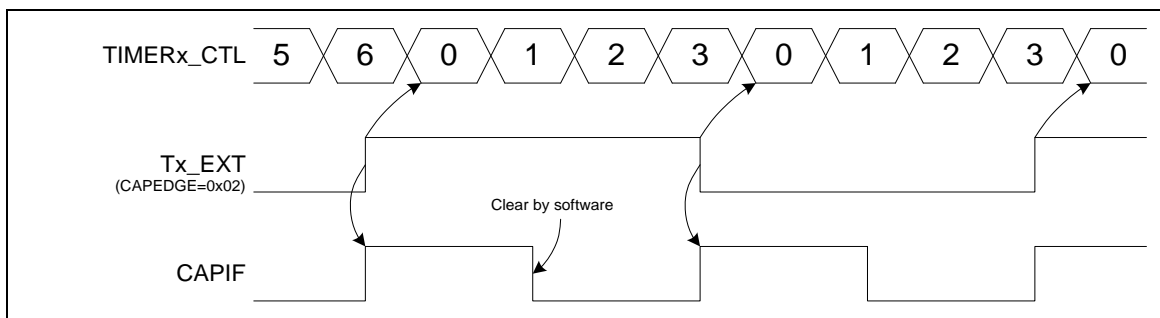 TIMERx_CTL 5 6 0 1 2 3 0 1 2 3 0
Tx_EXT
(CAPEDGE=0x02)
Clear by software
CAPIF